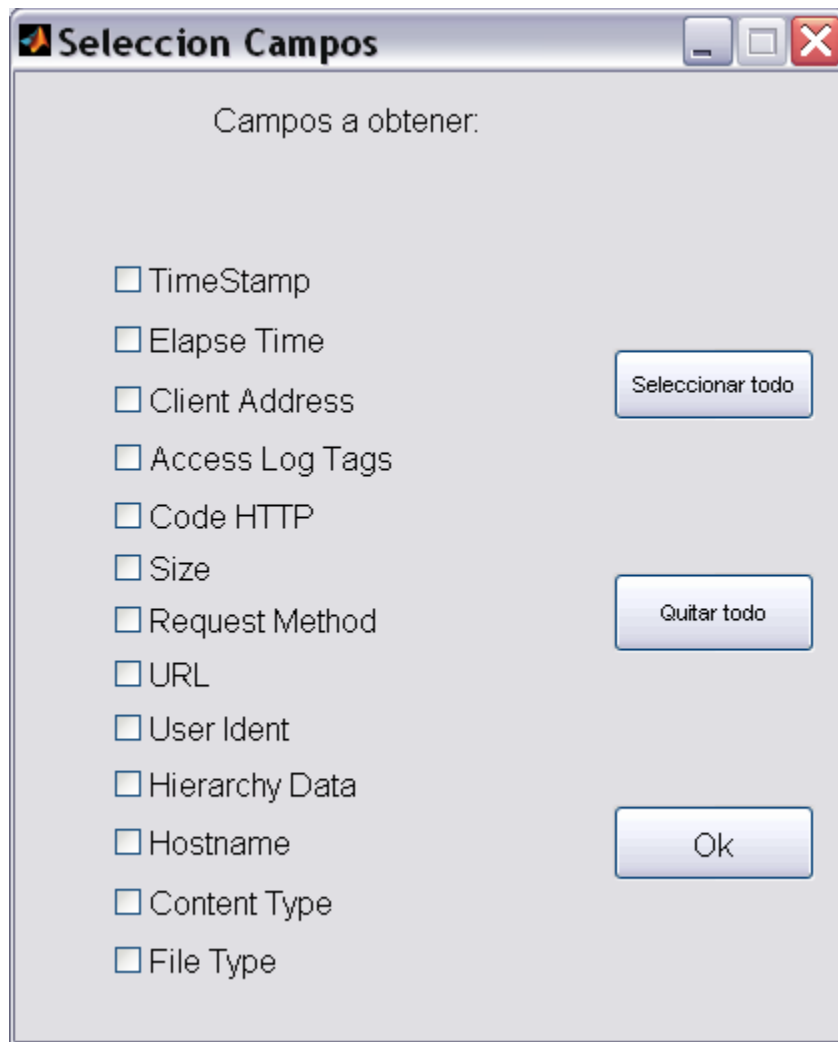 Seleccion Campos
Campos a obtener:
TimeStamp
Elapse Time
Client Address
Access Log Tags
Code HTTP
Size
Request Method
URL
User Ident
Hierarchy Data
Hostname
Content Type
File Type
Seleccionar todo
Quitar todo
Ok